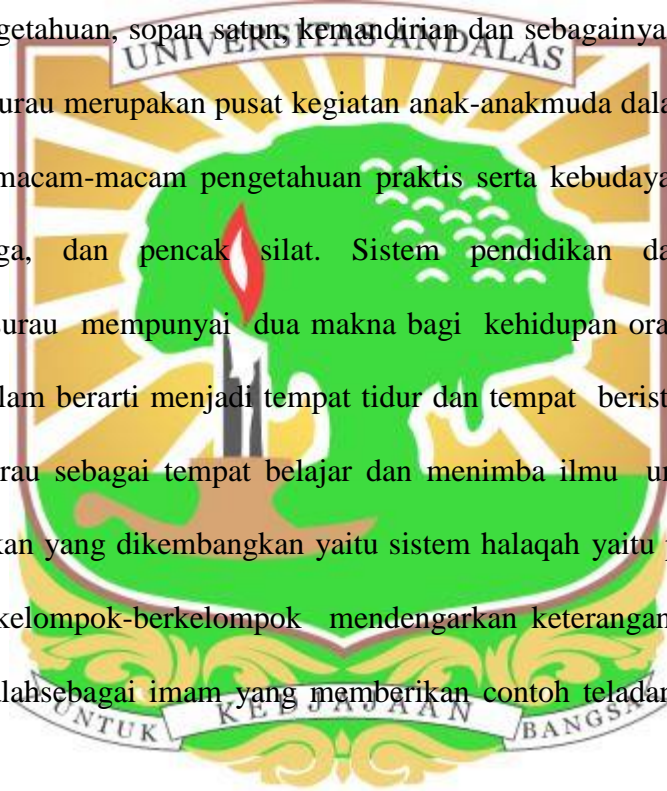 getahuan, sopan satun, kemandirian dan sebagainya
UNIVERSITAS ANDALAS
urau merupakan pusat kegiatan anak-anakmuda dala
macam-macam pengetahuan praktis serta kebudaya
ga, dan pencak silat. Sistem pendidikan da
surau mempunyai dua makna bagi kehidupan ora
lam berarti menjadi tempat tidur dan tempat berist
rau sebagai tempat belajar dan menimba ilmu u
kan yang dikembangkan yaitu sistem halaqah yaitu p
kelompok-berkelompok mendengarkan keterangan
lahsebagai imam yang memberikan contoh teladan
UNTUK KEDJAJAAN BANGSA